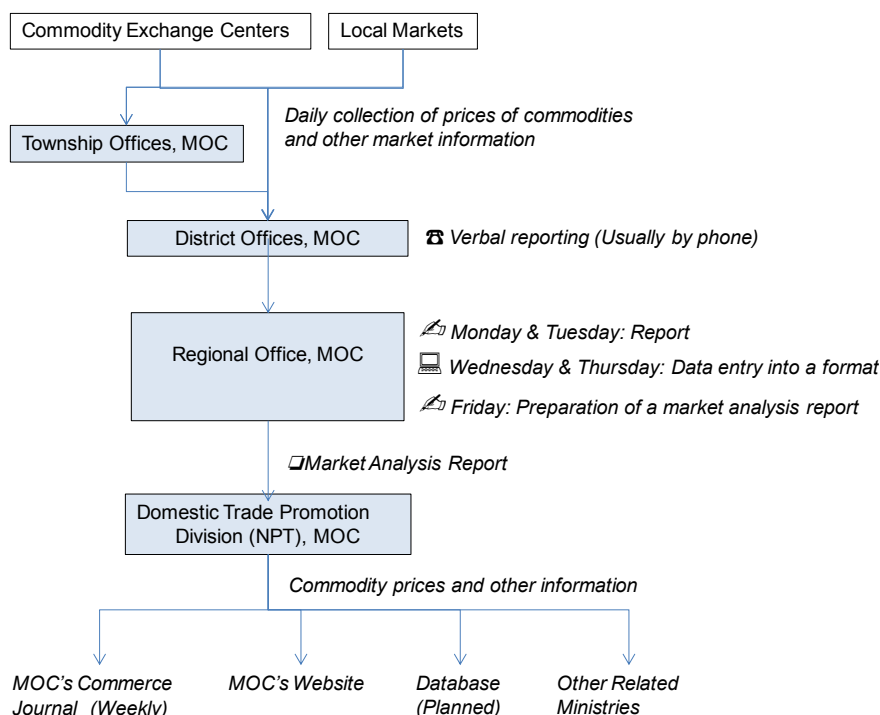 Commodity Exchange Centers
Local Markets
Daily collection of prices of commodities
and other market information
Township Offices, MOC
District Offices, MOC
☎ Verbal reporting (Usually by phone)
Regional Office, MOC
✍ Monday & Tuesday: Report
💻 Wednesday & Thursday: Data entry into a format
✍ Friday: Preparation of a market analysis report
❏Market Analysis Report
Domestic Trade Promotion
Division (NPT), MOC
Commodity prices and other information
MOC's Commerce
Journal (Weekly)
MOC's Website
Database
(Planned)
Other Related
Ministries